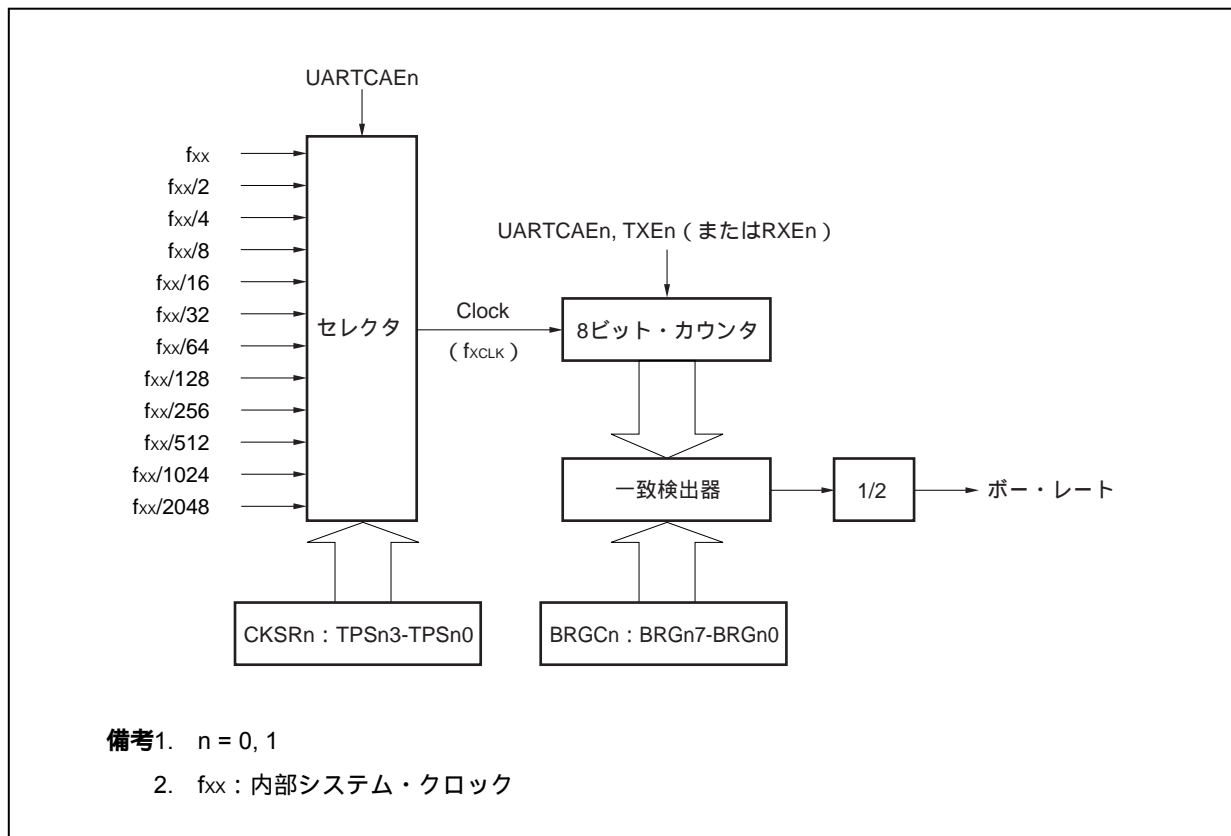 UARTCAEn
fxx
fxx/2
fxx/4
fxx/8
fxx/16
fxx/32
fxx/64
fxx/128
fxx/256
fxx/512
fxx/1024
fxx/2048
セレクタ
Clock
（fXCLK）
UARTCAEn, TXEn（またはRXEn）
8ビット・カウンタ
一致検出器
1/2
ボー・レート
CKSRn：TPSn3-TPSn0
BRGCn：BRGn7-BRGn0
備考1. n = 0, 1
2. fxx：内部システム・クロック